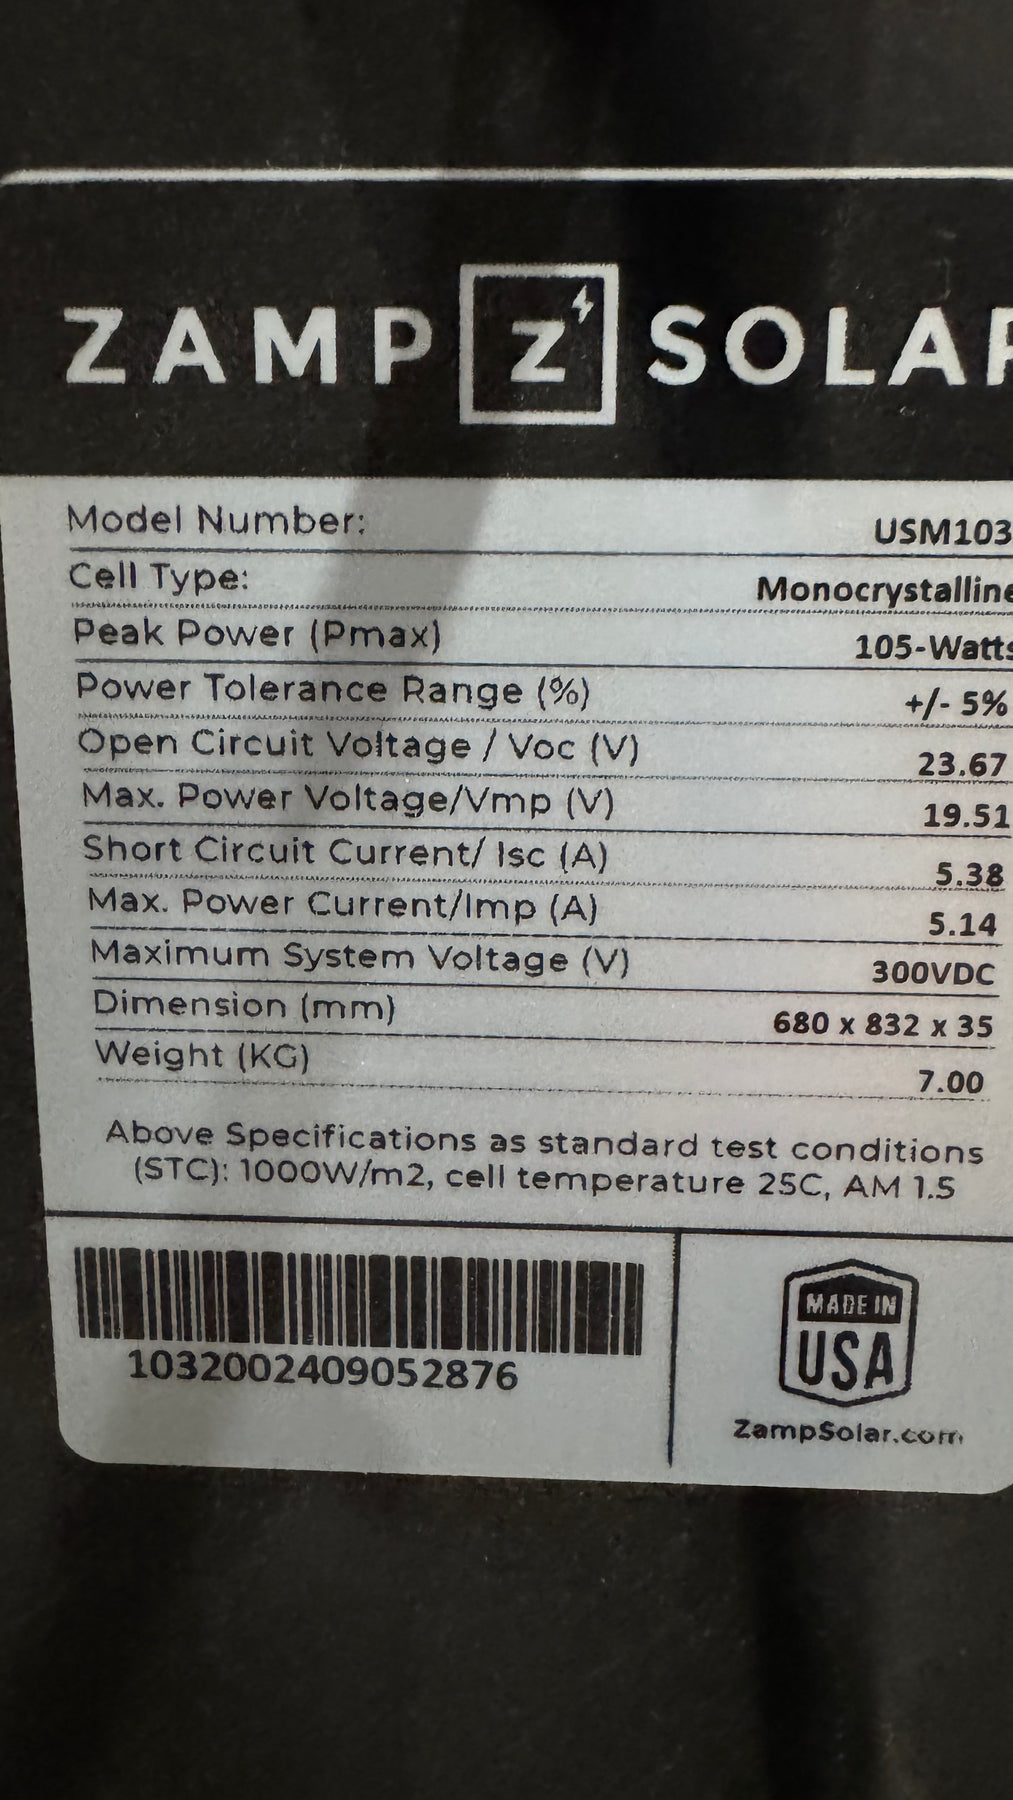 ZAMP Z SOLAR
Model Number: USM103
Cell Type: Monocrystalline
Peak Power (Pmax) 105-Watts
Power Tolerance Range (%) +/- 5%
Open Circuit Voltage / Voc (V) 23.67
Max. Power Voltage/Vmp (V) 19.51
Short Circuit Current/ Isc (A) 5.38
Max. Power Current/Imp (A) 5.14
Maximum System Voltage (V) 300VDC
Dimension (mm) 680 x 832 x 35
Weight (KG) 7.00
Above Specifications as standard test conditions
(STC): 1000W/m2, cell temperature 25C, AM 1.5
1032002409052876
MADE IN
USA
ZampSolar.com